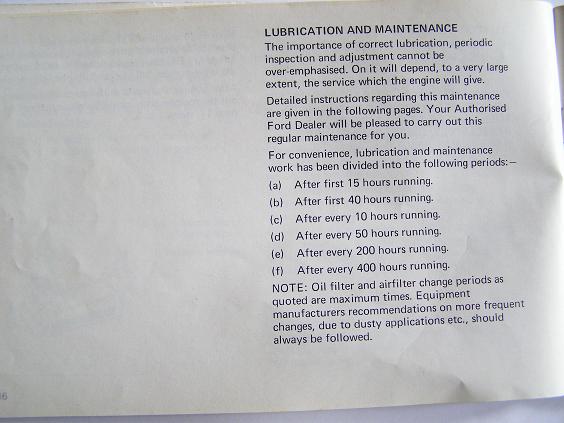 LUBRICATION AND MAINTENANCE
The importance of correct lubrication, periodic
inspection and adjustment cannot be
over-emphasised. On it will depend, to a very large
extent, the service which the engine will give.
Detailed instructions regarding this maintenance
are given in the following pages. Your Authorised
Ford Dealer will be pleased to carry out this
regular maintenance for you.
For convenience, lubrication and maintenance
work has been divided into the following periods:—
(a) After first 15 hours running.
(b) After first 40 hours running.
(c) After every 10 hours running.
(d) After every 50 hours running.
(e) After every 200 hours running.
(f) After every 400 hours running.
NOTE: Oil filter and airfilter change periods as
quoted are maximum times. Equipment
manufacturers recommendations on more frequent
changes, due to dusty applications etc., should
always be followed.